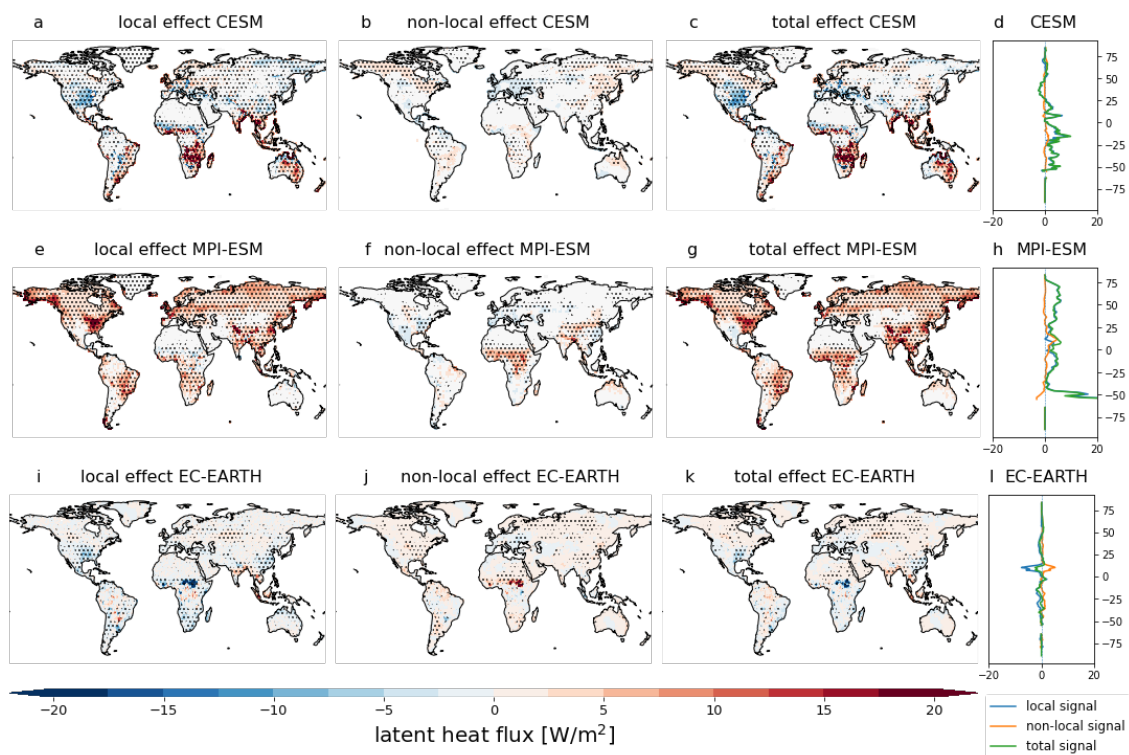 a local effect CESM b non-local effect CESM c total effect CESM d CESM
75
50
25
0
−25
−50
−75
−20 0 20
e local effect MPI-ESM f non-local effect MPI-ESM g total effect MPI-ESM h MPI-ESM
75
50
25
0
−25
−50
−75
−20 0 20
i local effect EC-EARTH j non-local effect EC-EARTH k total effect EC-EARTH l EC-EARTH
75
50
25
0
−25
−50
−75
−20 0 20
−20 −15 −10 −5 0 5 10 15 20
latent heat flux [W/m²]
local signal
non-local signal
total signal